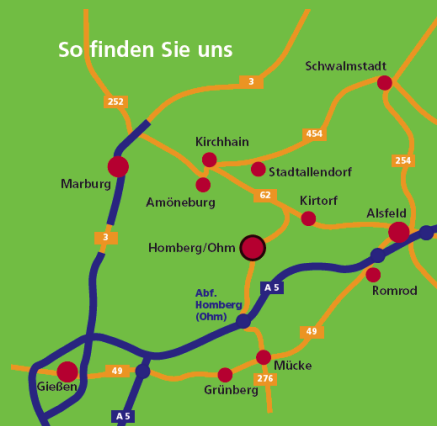 So finden Sie uns
Schwalmstadt
3
252
454
Kirchhain
254
Stadtallendorf
Marburg
62
Amöneburg
Kirtorf
Alsfeld
3
Homberg/Ohm
A 5
Romrod
Abf.
Homberg
(Ohm)
49
Mücke
49
Gießen
276
Grünberg
A 5